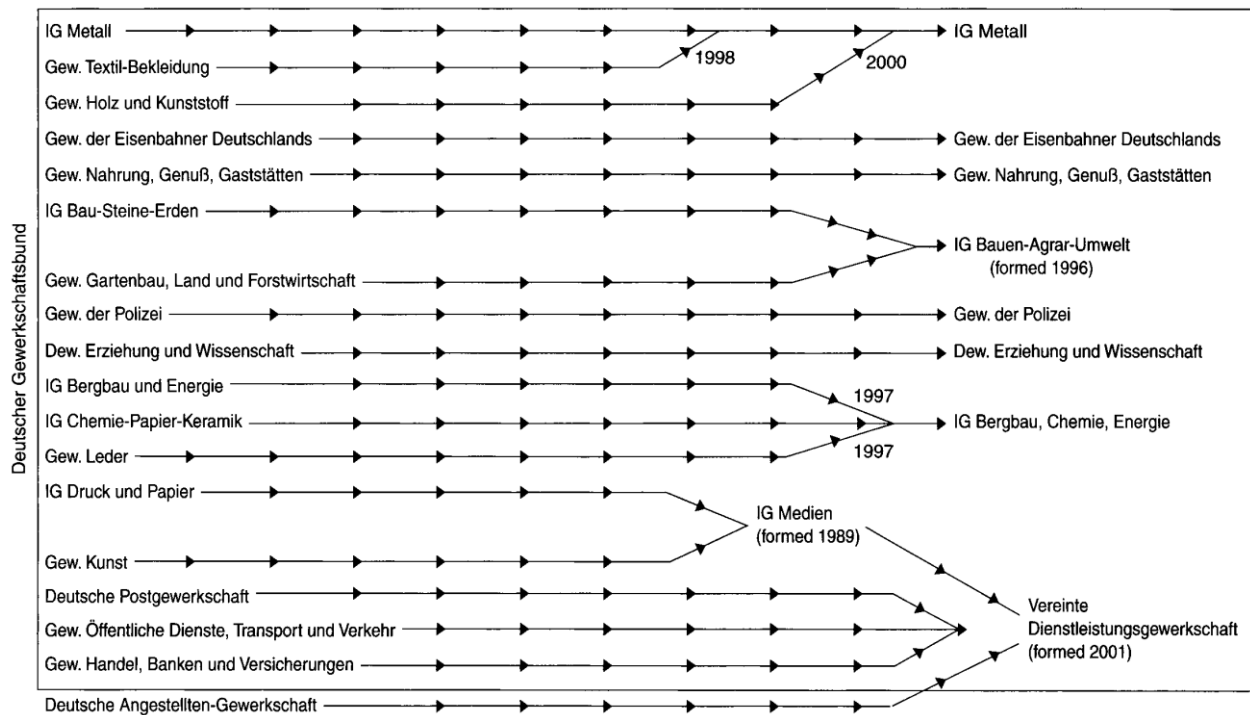 Deutscher Gewerkschaftsbund
IG Metall
IG Metall
Gew. Textil-Bekleidung
1998
2000
Gew. Holz und Kunststoff
Gew. der Eisenbahner Deutschlands
Gew. der Eisenbahner Deutschlands
Gew. Nahrung, Genuß, Gaststätten
Gew. Nahrung, Genuß, Gaststätten
IG Bau-Steine-Erden
IG Bauen-Agrar-Umwelt
(formed 1996)
Gew. Gartenbau, Land und Forstwirtschaft
Gew. der Polizei
Gew. der Polizei
Dew. Erziehung und Wissenschaft
Dew. Erziehung und Wissenschaft
IG Bergbau und Energie
1997
IG Chemie-Papier-Keramik
IG Bergbau, Chemie, Energie
Gew. Leder
1997
IG Druck und Papier
IG Medien
(formed 1989)
Gew. Kunst
Deutsche Postgewerkschaft
Gew. Öffentliche Dienste, Transport und Verkehr
Vereinte
Dienstleistungsgewerkschaft
(formed 2001)
Gew. Handel, Banken und Versicherungen
Deutsche Angestellten-Gewerkschaft